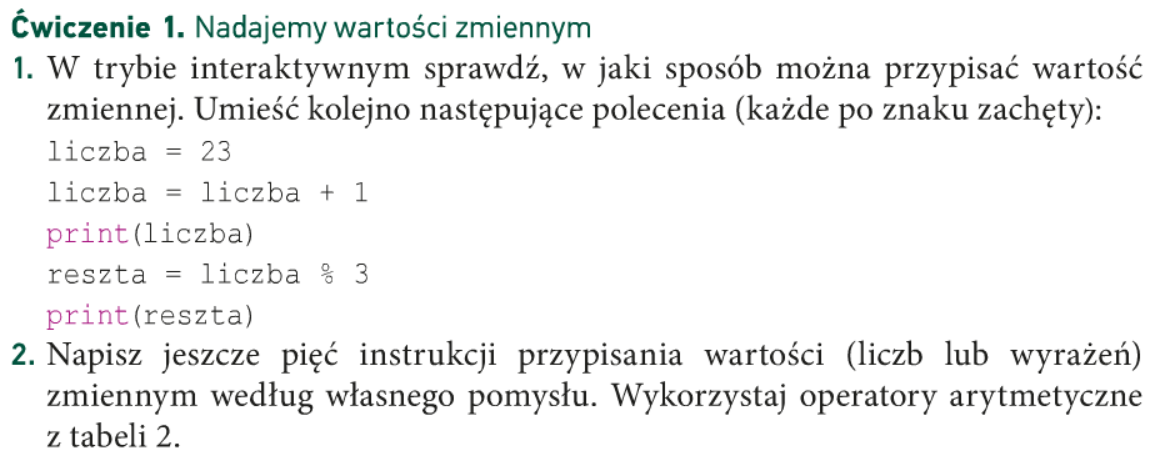 Ćwiczenie 1. Nadajemy wartości zmiennym
1. W trybie interaktywnym sprawdź, w jaki sposób można przypisać wartość
zmiennej. Umieść kolejno następujące polecenia (każde po znaku zachęty):
liczba = 23
liczba = liczba + 1
print(liczba)
reszta = liczba % 3
print(reszta)
2. Napisz jeszcze pięć instrukcji przypisania wartości (liczb lub wyrażeń)
zmiennym według własnego pomysłu. Wykorzystaj operatory arytmetyczne
z tabeli 2.